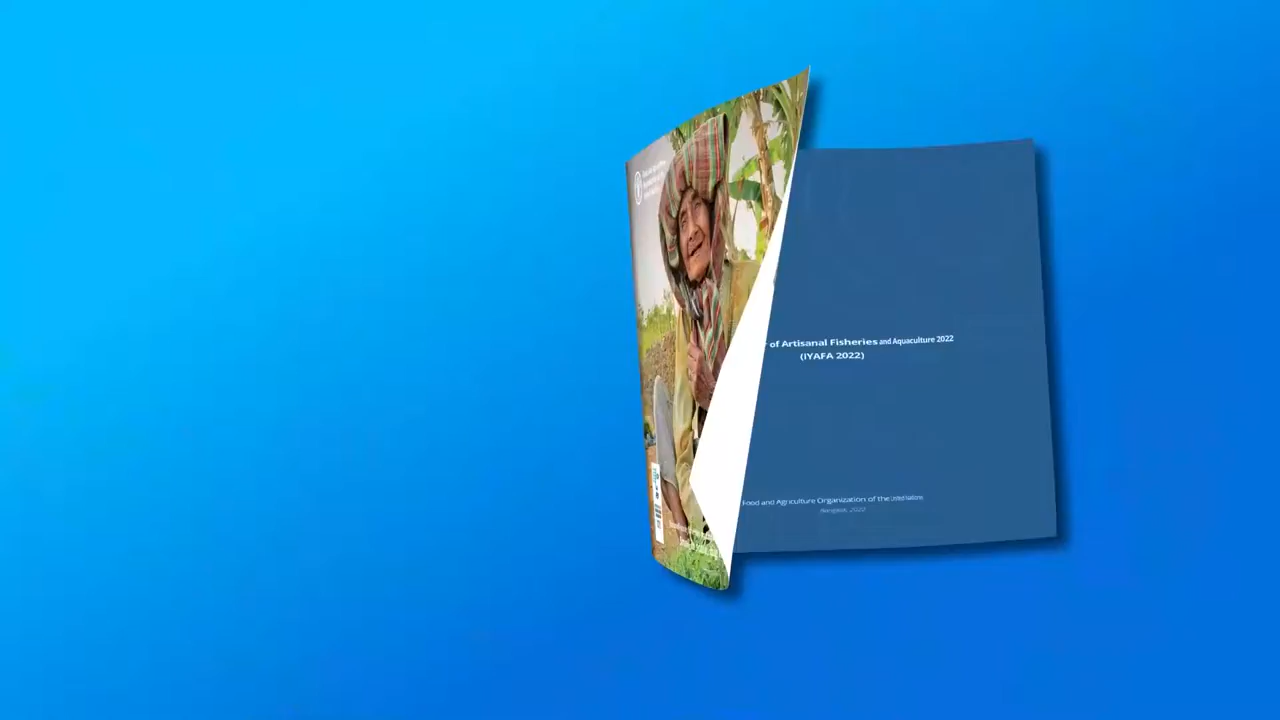 of Artisanal Fisheries and Aquaculture 2022
(IYAFA 2022)
Food and Agriculture Organization of the United Nations
Bangkok, 2022